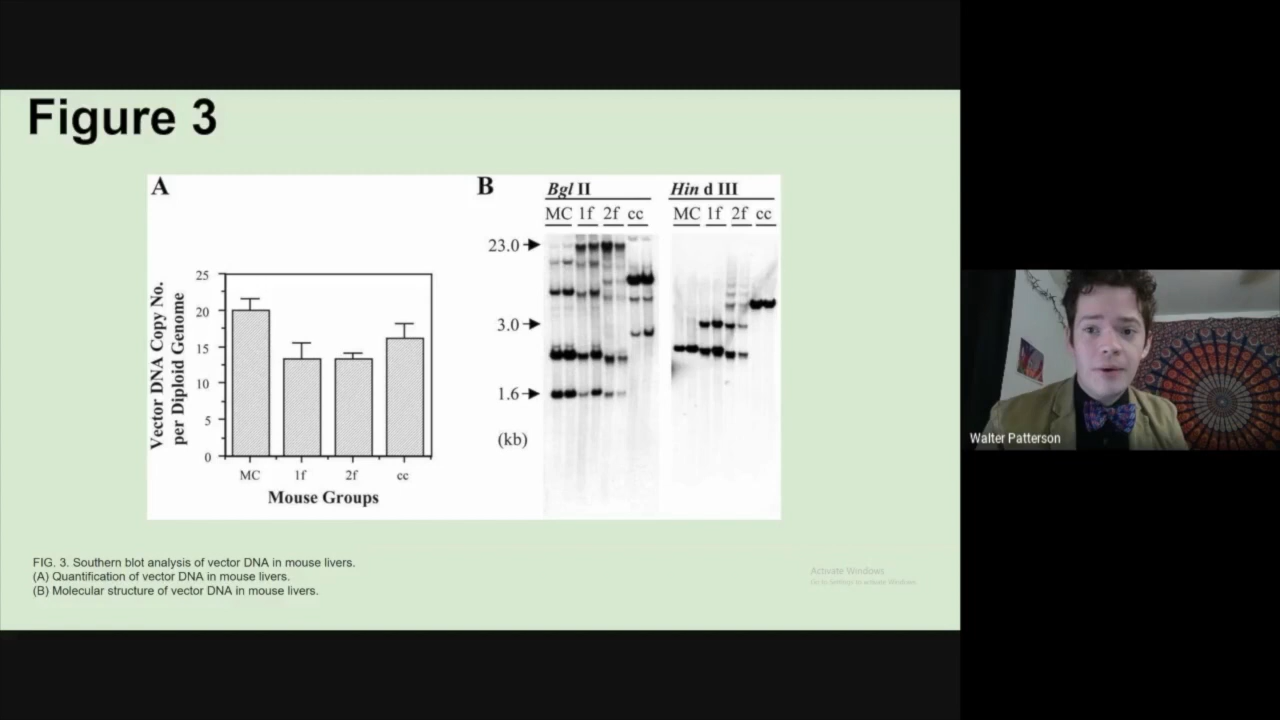 Figure 3
A
Vector DNA Copy No.
per Diploid Genome
25
20
15
10
5
0
MC 1f 2f cc
Mouse Groups
B
Bgl II Hin d III
MC 1f 2f cc MC 1f 2f cc
23.0
3.0
1.6
(kb)
FIG. 3. Southern blot analysis of vector DNA in mouse livers.
(A) Quantification of vector DNA in mouse livers.
(B) Molecular structure of vector DNA in mouse livers.
Activate Windows
Go to Settings to activate Windows.
Walter Patterson